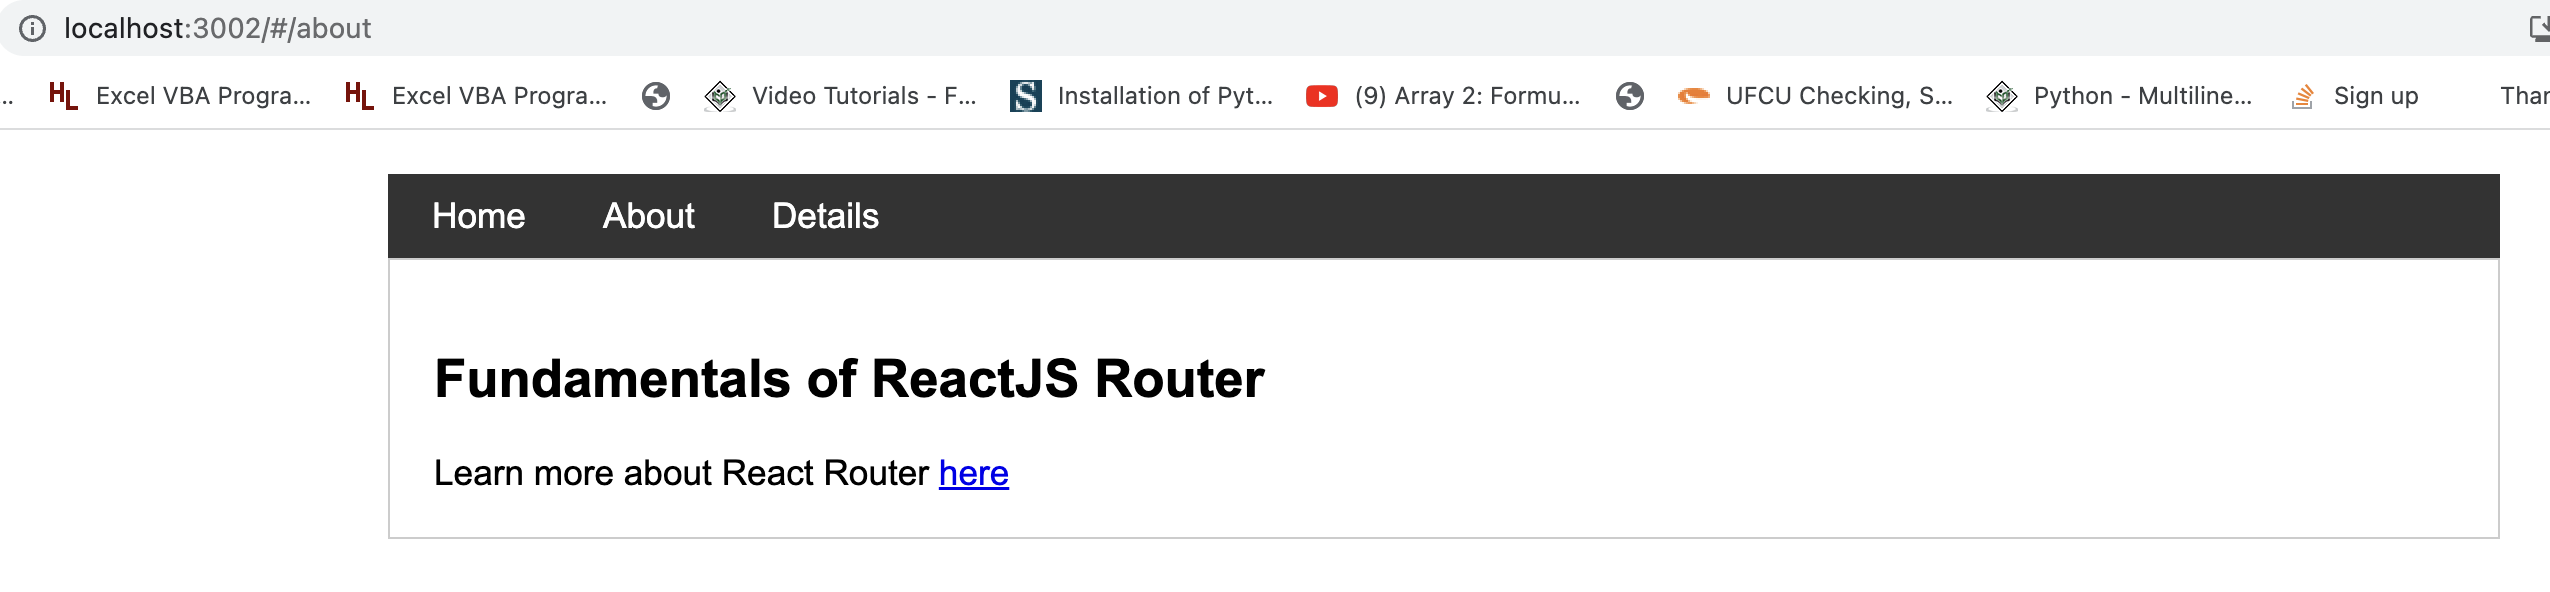 localhost:3002/#/about
.. HL Excel VBA Progra... HL Excel VBA Progra... Video Tutorials - F... S Installation of Pyt... (9) Array 2: Formu... UFCU Checking, S... Python - Multiline... Sign up Thar
Home About Details
Fundamentals of ReactJS Router
Learn more about React Router here